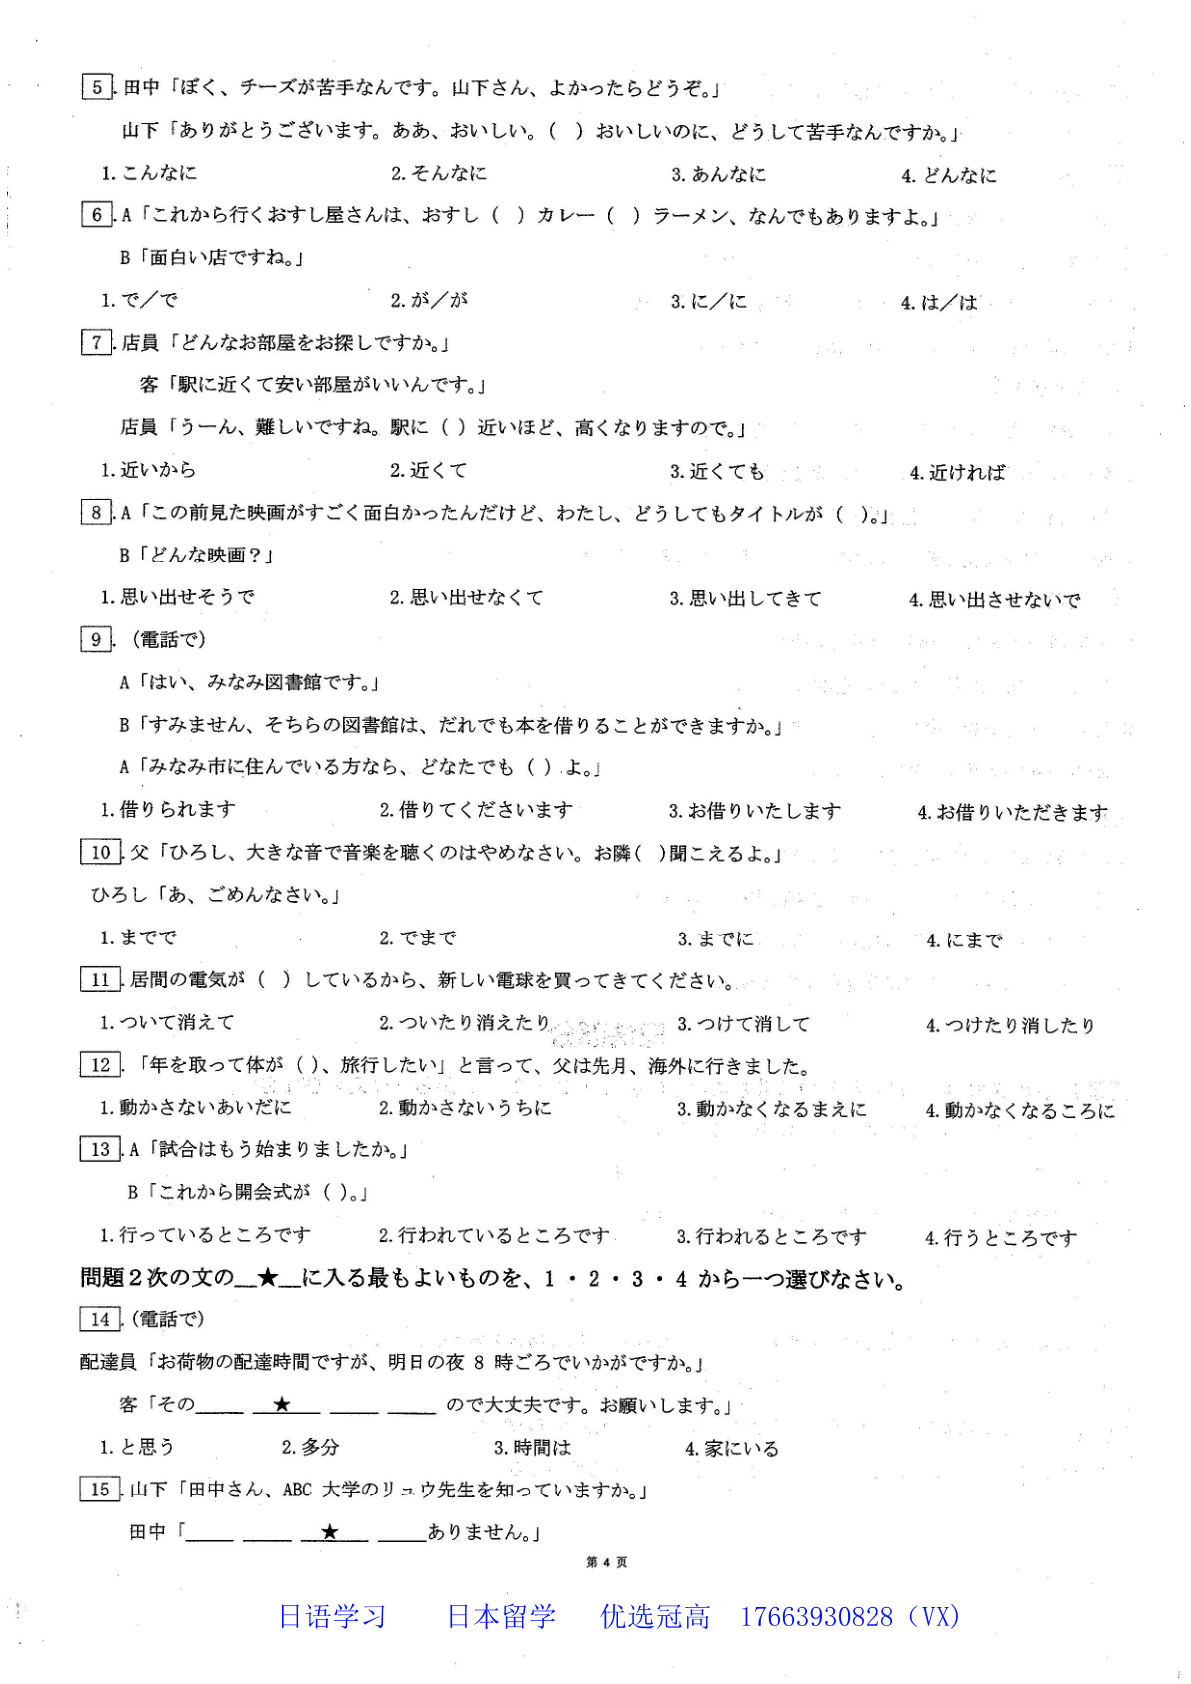 5.田中「ぼく、チーズが苦手なんです。山下さん、よかったらどうぞ。」
山下「ありがとうございます。ああ、おいしい。( )おいしいのに、どうして苦手なんですか。」
1.こんなに 2.そんなに 3.あんなに 4.どんなに
6.A「これから行くおすし屋さんは、おすし( )カレー( )ラーメン、なんでもありますよ。」
B「面白い店ですね。」
1.で／で 2.が／が 3.に／に 4.は／は
7.店員「どんなお部屋をお探しですか。」
客「駅に近くて安い部屋がいいんです。」
店員「うーん、難しいですね。駅に( )近いほど、高くなりますので。」
1.近いから 2.近くて 3.近くても 4.近ければ
8.A「この前見た映画がすごく面白かったんだけど、わたし、どうしてもタイトルが( )。」
B「どんな映画？」
1.思い出せそうで 2.思い出せなくて 3.思い出してきて 4.思い出させないで
9.（電話で）
A「はい、みなみ図書館です。」
B「すみません、そちらの図書館は、だれでも本を借りることができますか。」
A「みなみ市に住んでいる方なら、どなたでも( )よ。」
1.借りられます 2.借りてくださいます 3.お借りいたします 4.お借りいただきます
10.父「ひろし、大きな音で音楽を聴くのはやめなさい。お隣( )聞こえるよ。」
ひろし「あ、ごめんなさい。」
1.までで 2.でまで 3.までに 4.にまで
11.居間の電気が( )しているから、新しい電球を買ってきてください。
1.ついて消えて 2.ついたり消えたり 3.つけて消して 4.つけたり消したり
12.「年を取って体が( )、旅行したい」と言って、父は先月、海外に行きました。
1.動かさないあいだに 2.動かさないうちに 3.動かなくなるまえに 4.動かなくなるころに
13.A「試合はもう始まりましたか。」
B「これから開会式が( )。」
1.行っているところです 2.行われているところです 3.行われるところです 4.行うところです
問題２次の文の__★__に入る最もよいものを、1・2・3・4から一つ選びなさい。
14.（電話で）
配達員「お荷物の配達時間ですが、明日の夜 8 時ごろでいかがですか。」
客「その____ __★__ ____ ____ ので大丈夫です。お願いします。」
1.と思う 2.多分 3.時間は 4.家にいる
15.山下「田中さん、ABC 大学のリュウ先生を知っていますか。」
田中「____ ____ __★__ ____ありません。」
第 4 页
日语学习 日本留学 优选冠高 17663930828（VX）